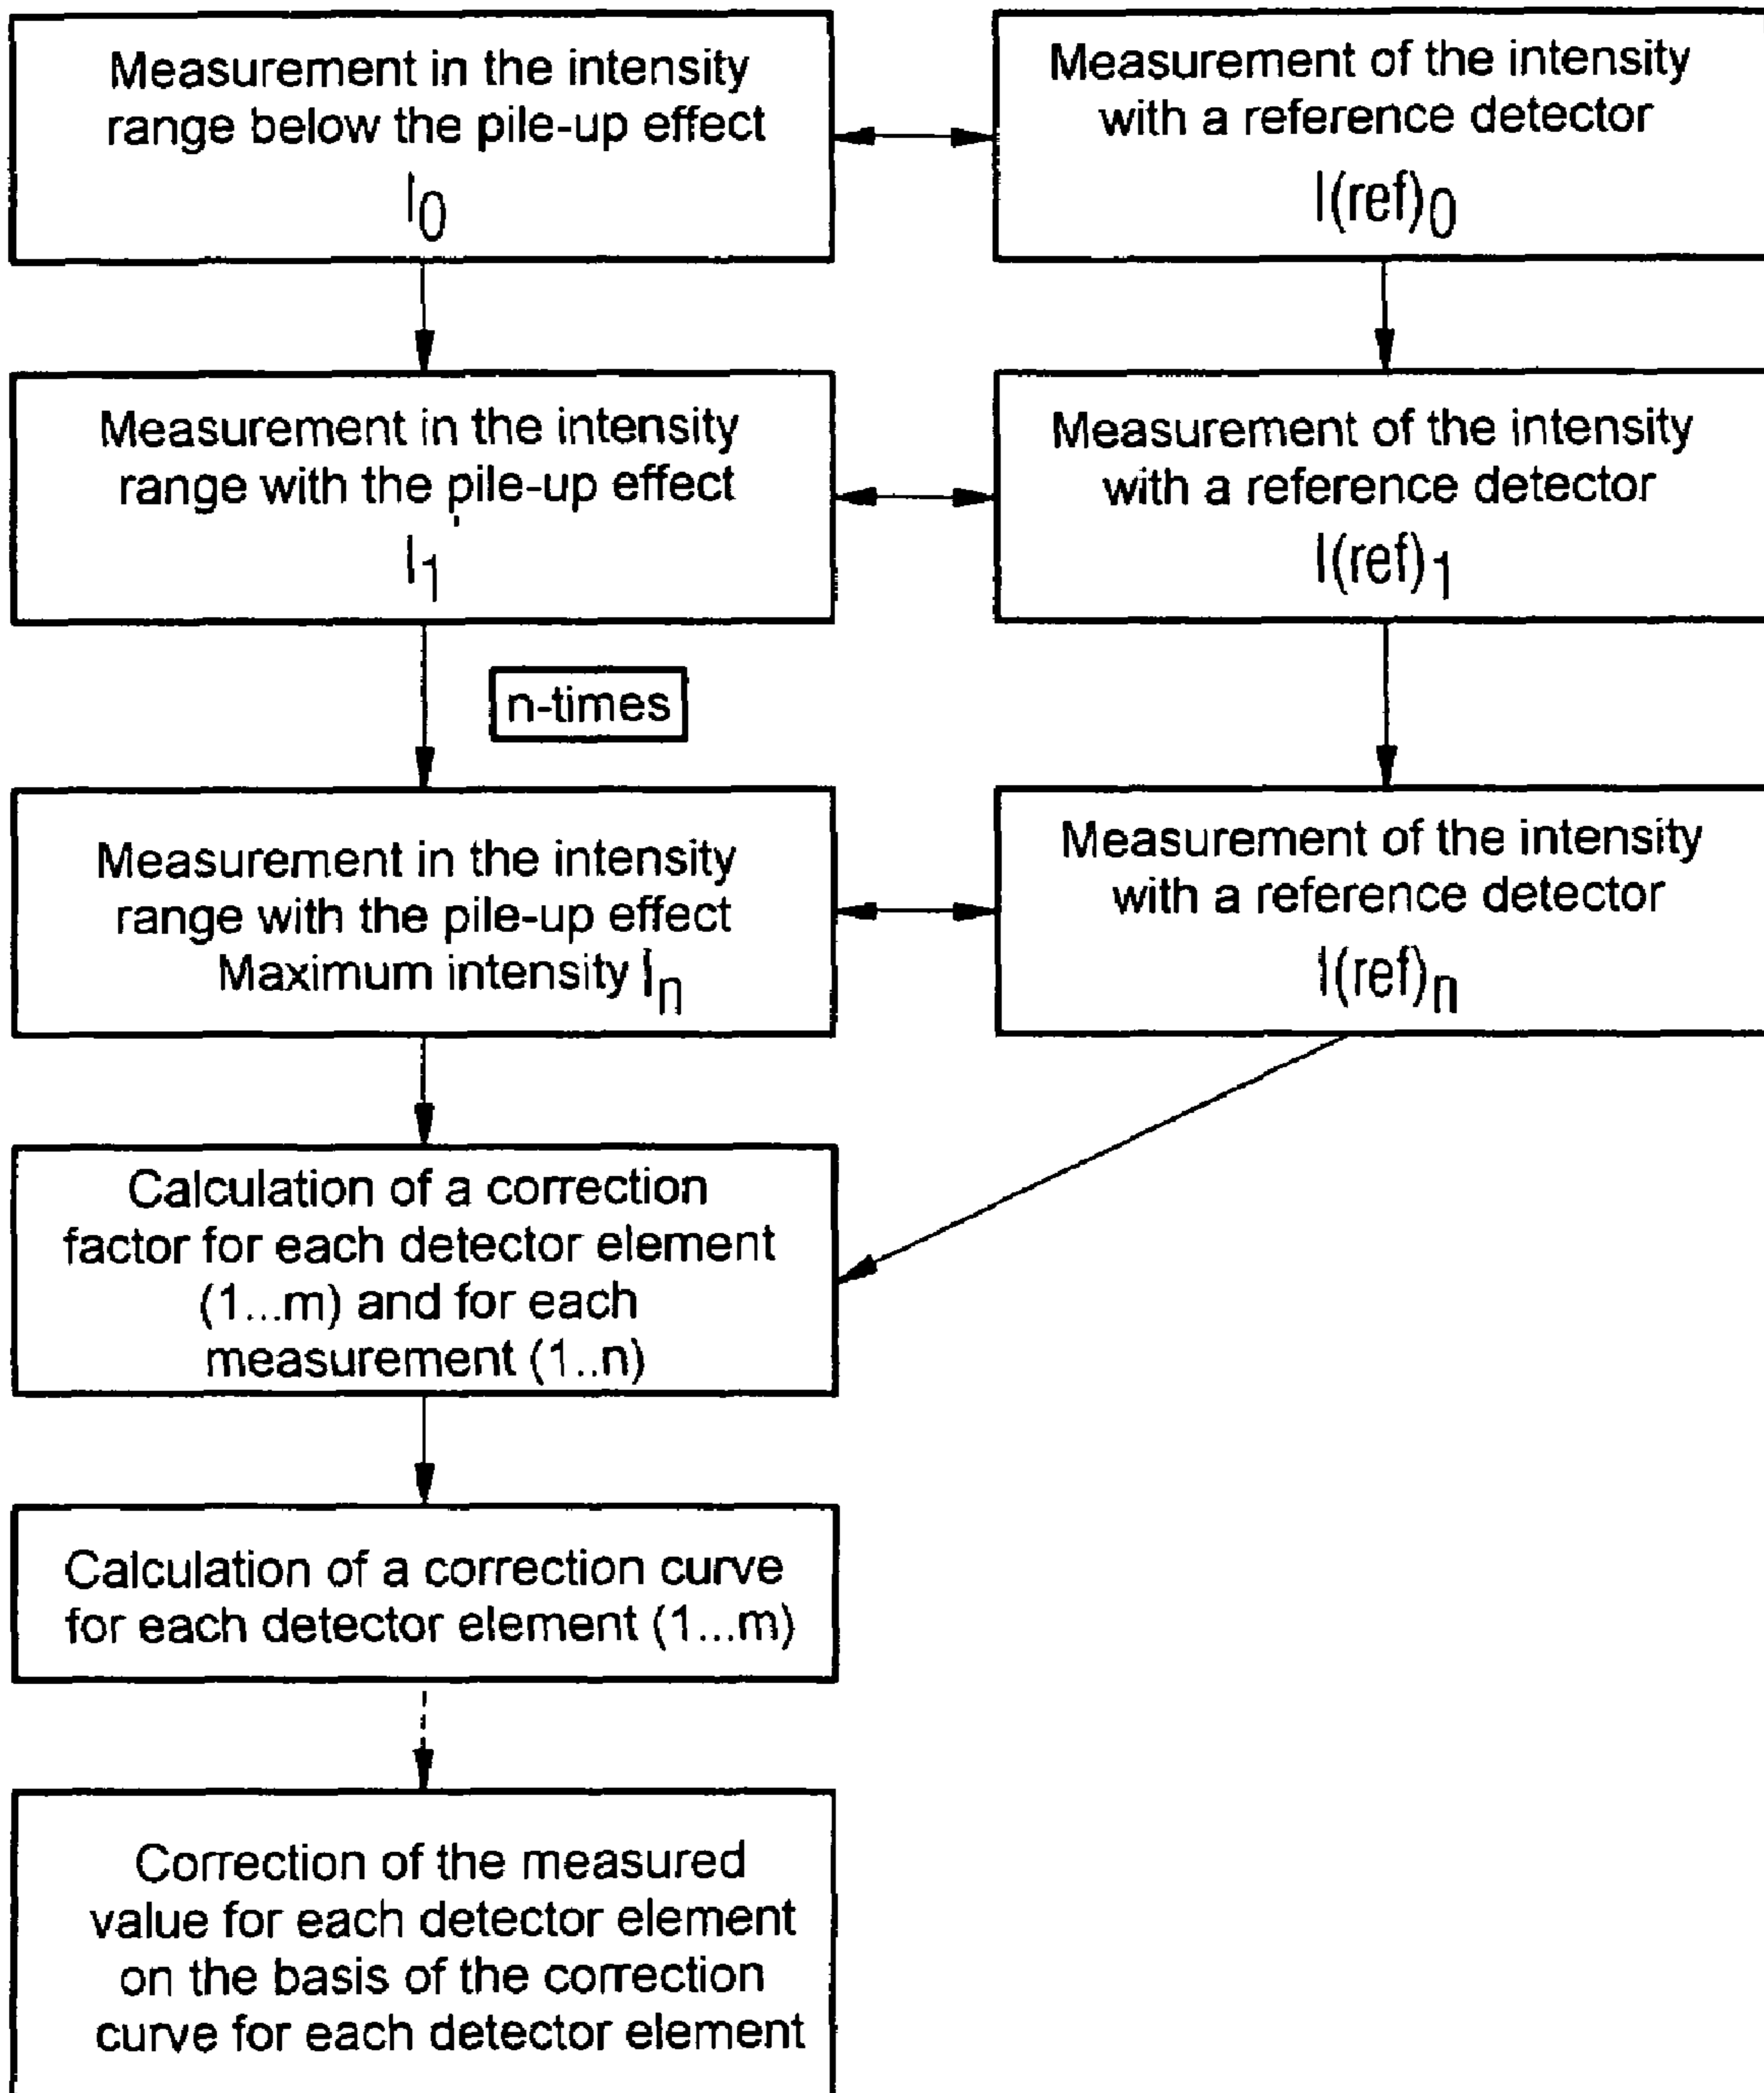 Measurement in the intensity
range below the pile-up effect
I0
Measurement of the intensity
with a reference detector
I(ref)0
Measurement in the intensity
range with the pile-up effect
I1
Measurement of the intensity
with a reference detector
I(ref)1
n-times
Measurement in the intensity
range with the pile-up effect
Maximum intensity In
Measurement of the intensity
with a reference detector
I(ref)n
Calculation of a correction
factor for each detector element
(1...m) and for each
measurement (1..n)
Calculation of a correction curve
for each detector element (1...m)
Correction of the measured
value for each detector element
on the basis of the correction
curve for each detector element